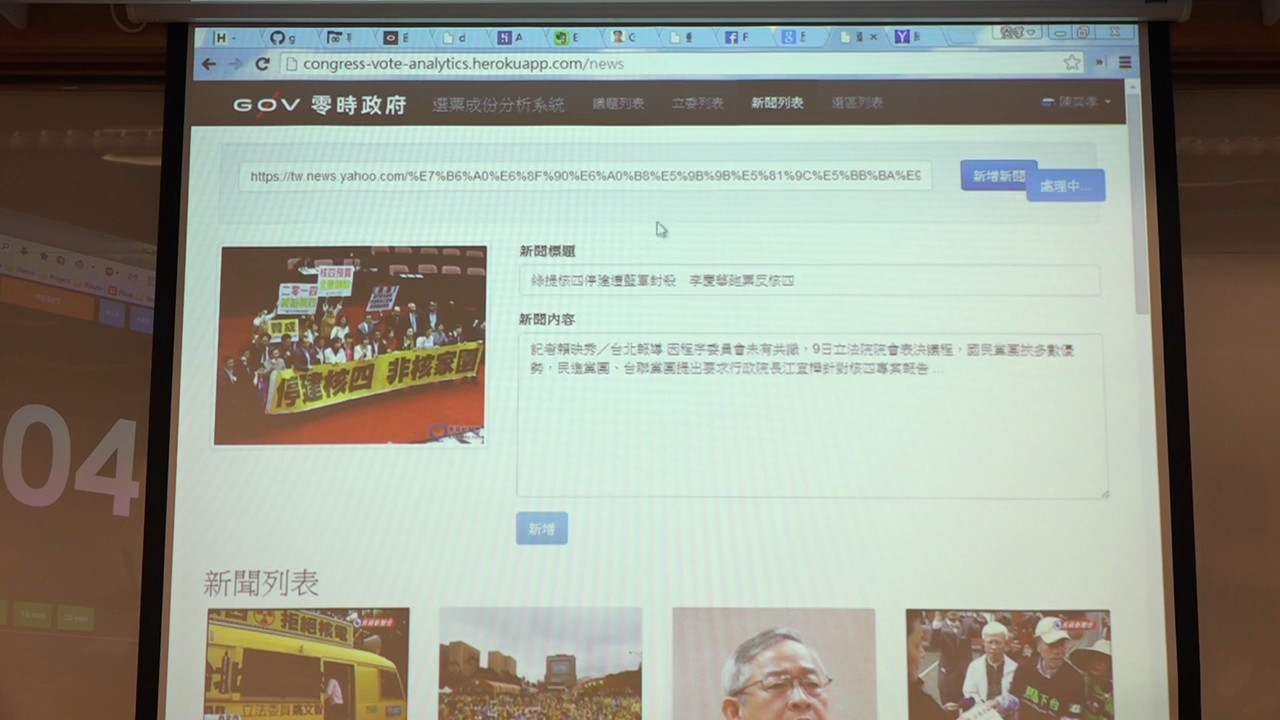 congress-vote-analytics.herokuapp.com/news
GOV 零時政府 選票成份分析系統 議題列表 立委列表 新聞列表 選區列表
https://tw.news.yahoo.com/%E7%B6%A0%E6%8F%90%E6%A0%B8%E5%9B%9B%E5%81%9C%E5%BB%BA%E9
新增新聞
處理中...
新聞標題
綠提核四停建遭藍軍封殺 李慶華跑票反核四
新聞內容
記者賴映秀／台北報導 因程序委員會未有共識，9日立法院院會表決議程，國民黨團挾多數優
勢，民進黨團、台聯黨團提出要求行政院長江宜樺針對核四專案報告 ...
贊成
停建核四 非核家園
新增
新聞列表
拒絕核電
04